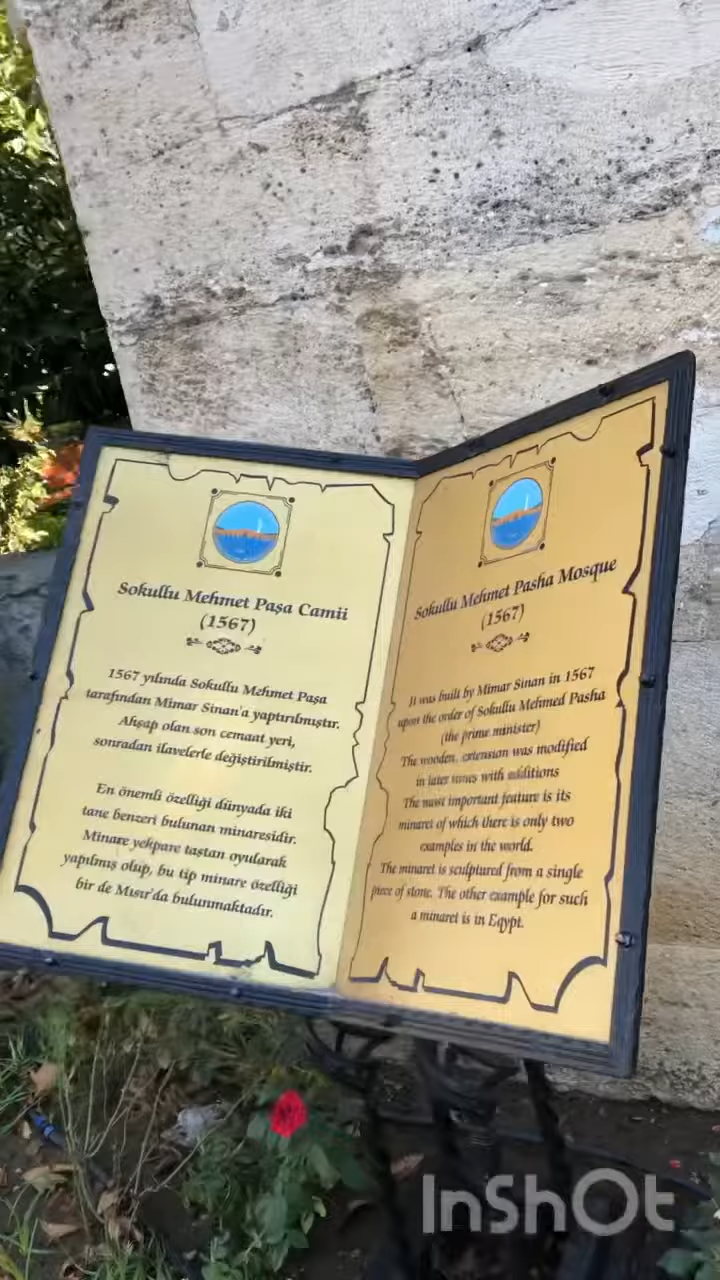 Sokullu Mehmet Paşa Camii
(1567)
1567 yılında Sokullu Mehmet Paşa
tarafından Mimar Sinan'a yaptırılmıştır.
Ahşap olan son cemaat yeri,
sonradan ilavelerle değiştirilmiştir.
En önemli özelliği dünyada iki
tane benzeri bulunan minaresidir.
Minare yekpare taştan oyularak
yapılmış olup, bu tip minare özelliği
bir de Mısır'da bulunmaktadır.
Sokullu Mehmet Pasha Mosque
(1567)
It was built by Mimar Sinan in 1567
upon the order of Sokullu Mehmed Pasha
(the prime minister)
The wooden, extension was modified
in later times with additions
The most important feature is its
minaret of which there is only two
examples in the world.
The minaret is sculptured from a single
piece of stone. The other example for such
a minaret is in Egypt.
InShOt